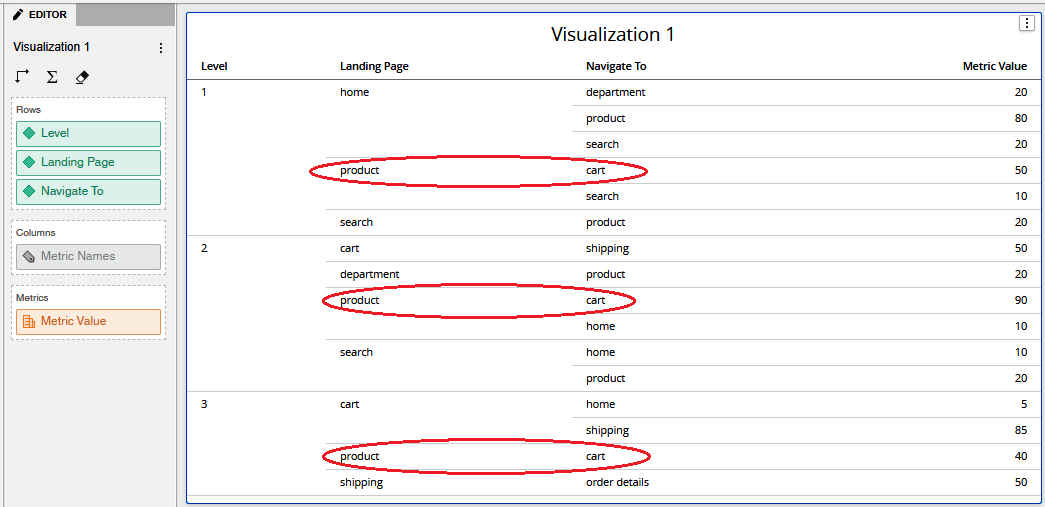 EDITOR
Visualization 1
Rows
Level
Landing Page
Navigate To
Columns
Metric Names
Metrics
Metric Value
Visualization 1
Level Landing Page Navigate To Metric Value
1 home department 20
product 80
search 20
product cart 50
search 10
search product 20
2 cart shipping 50
department product 20
product cart 90
home 10
search home 10
product 20
3 cart home 5
shipping 85
product cart 40
shipping order details 50